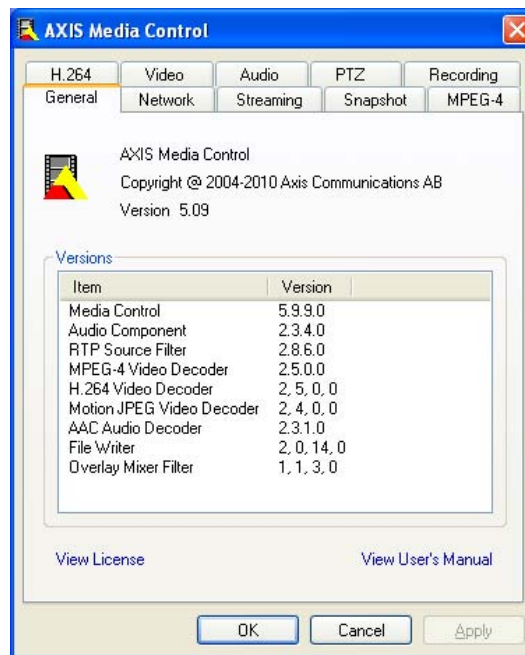 AXIS Media Control
H.264 Video Audio PTZ Recording
General Network Streaming Snapshot MPEG-4
AXIS Media Control
Copyright @ 2004-2010 Axis Communications AB
Version 5.09
Versions
Item Version
Media Control 5.9.9.0
Audio Component 2.3.4.0
RTP Source Filter 2.8.6.0
MPEG-4 Video Decoder 2.5.0.0
H.264 Video Decoder 2, 5, 0, 0
Motion JPEG Video Decoder 2, 4, 0, 0
AAC Audio Decoder 2.3.1.0
File Writer 2, 0, 14, 0
Overlay Mixer Filter 1, 1, 3, 0
View License View User's Manual
OK Cancel Apply